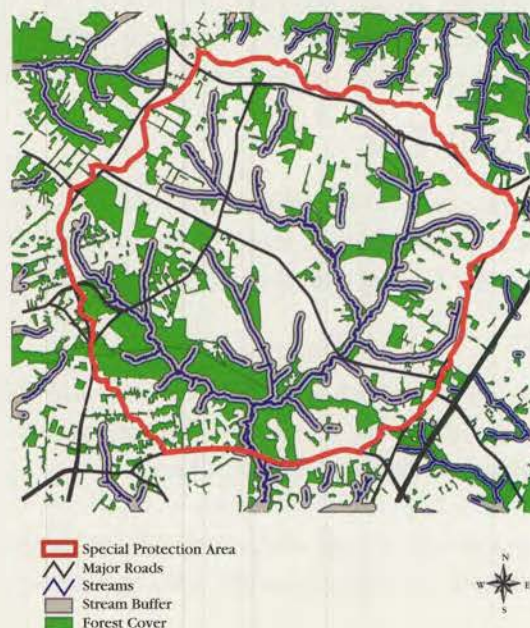 Special Protection Area
Major Roads
Streams
Stream Buffer
Forest Cover
N
W E
S